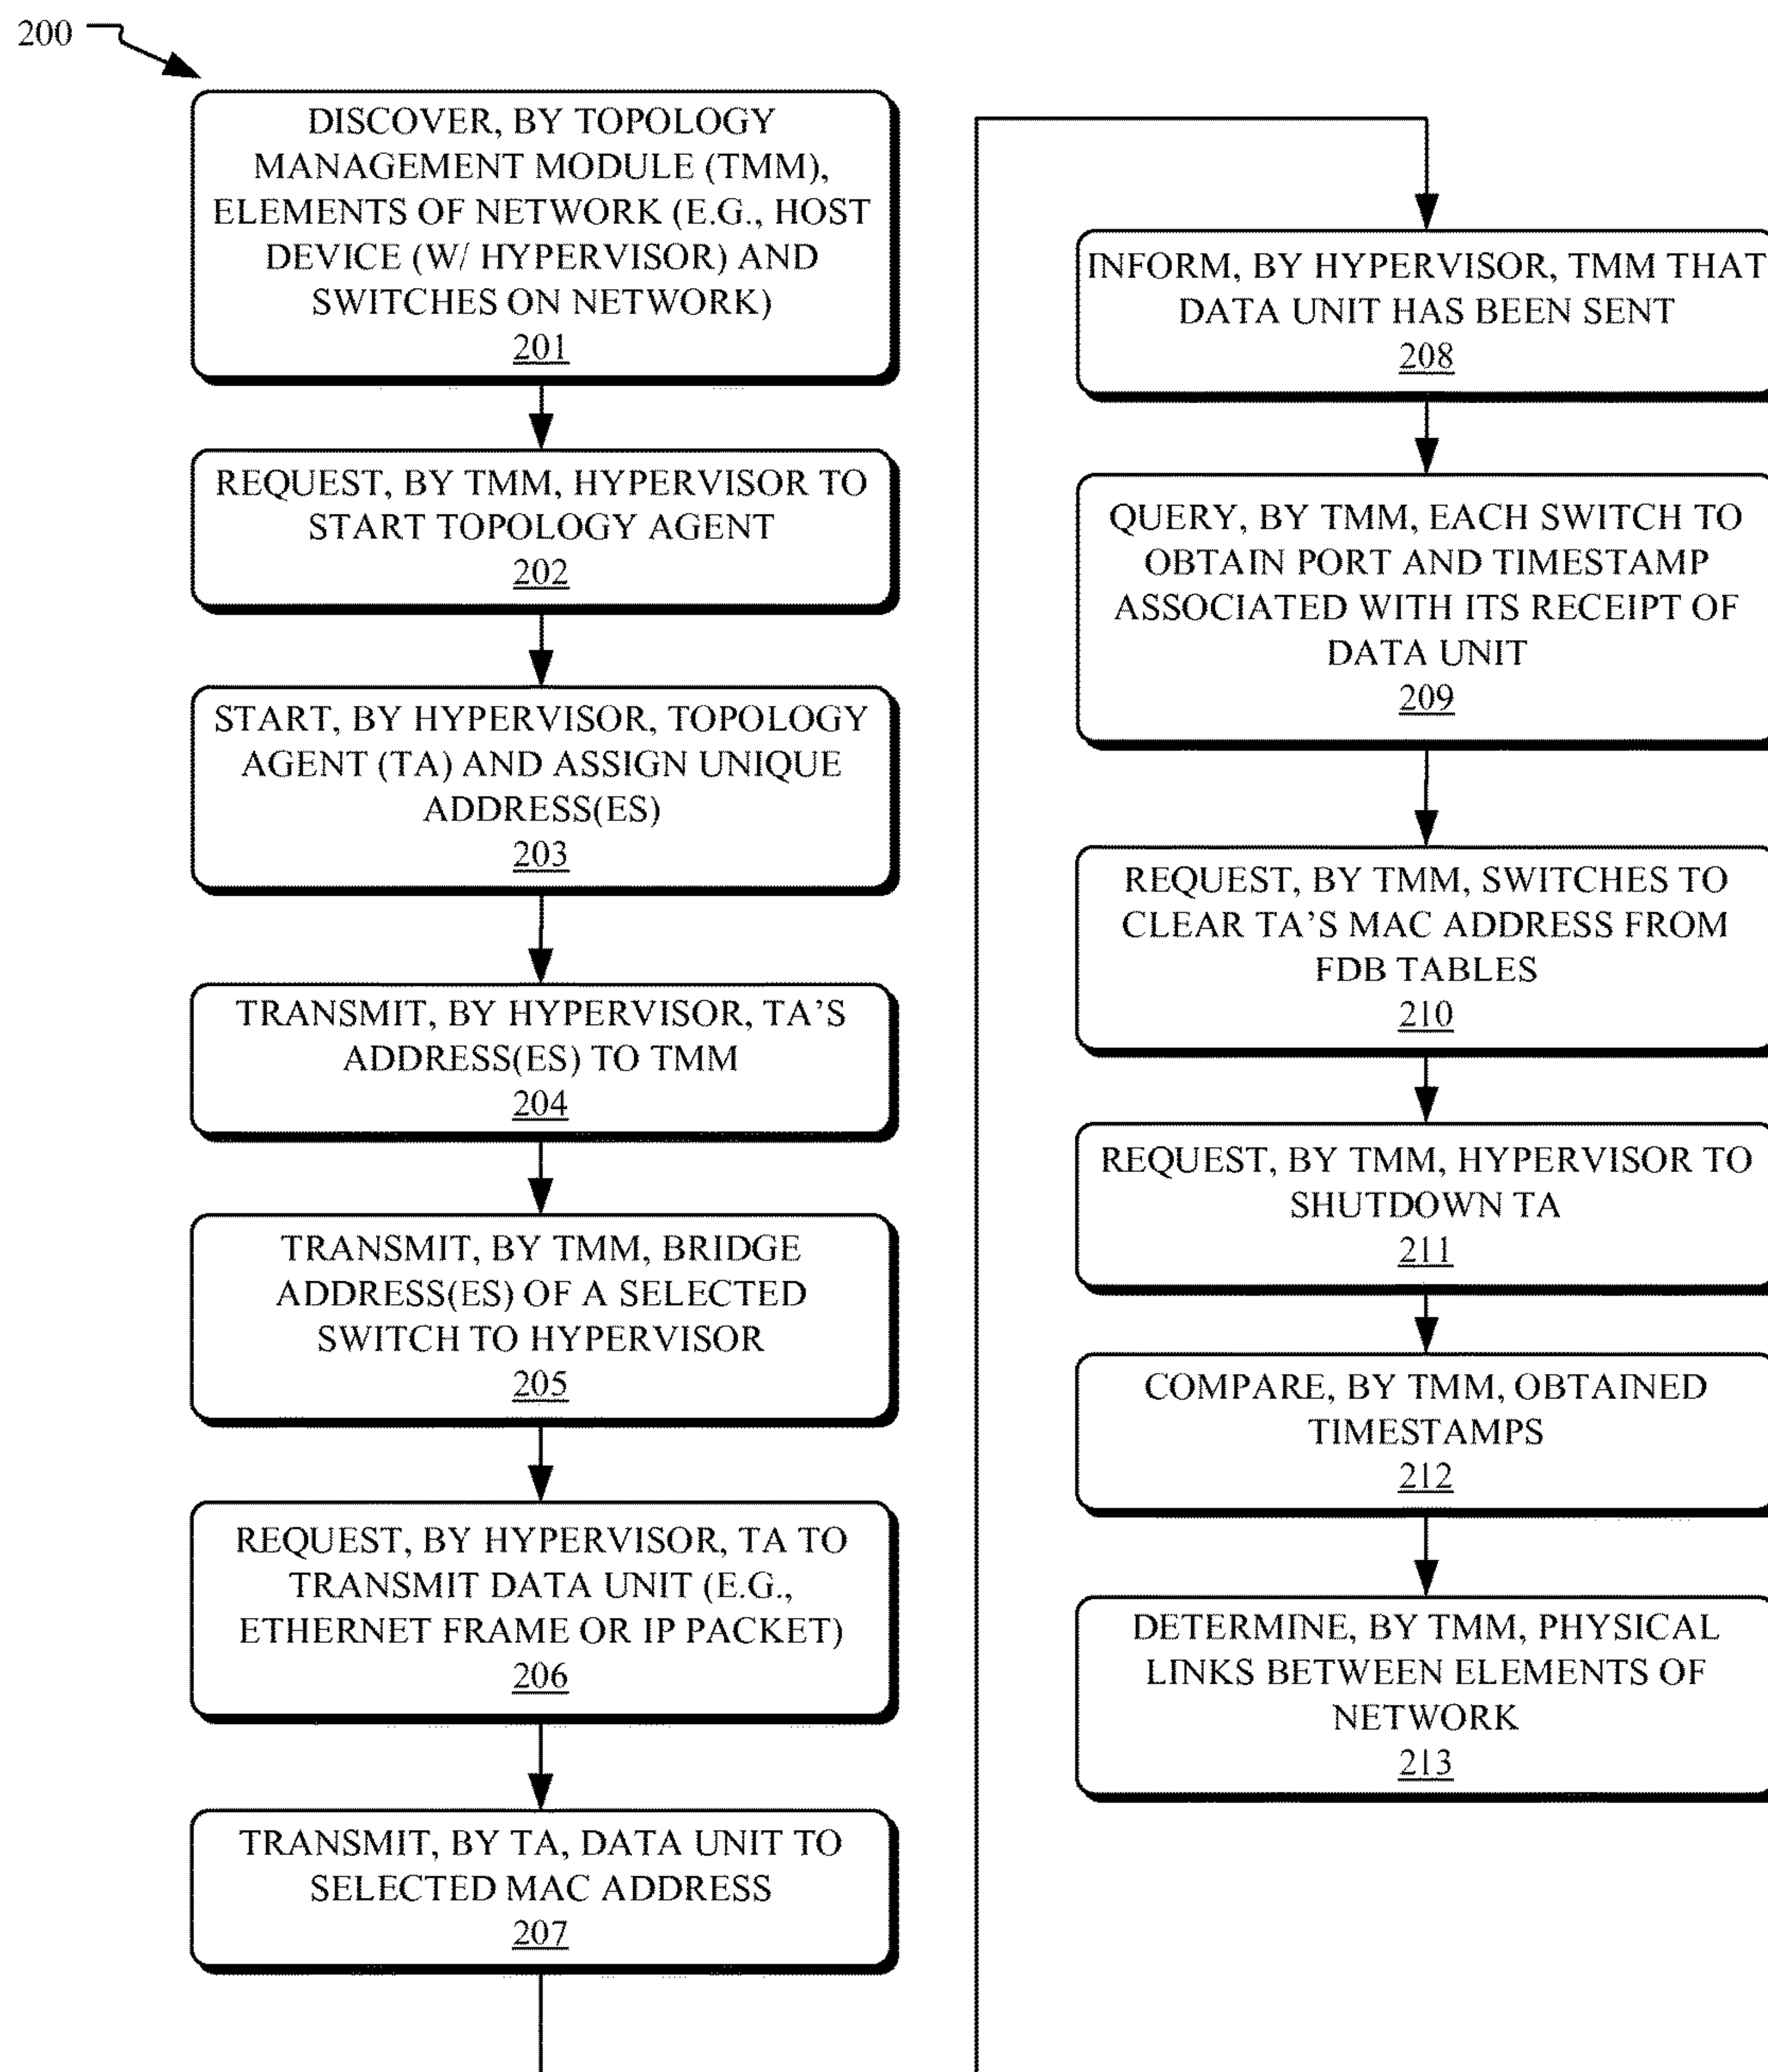 200
DISCOVER, BY TOPOLOGY
MANAGEMENT MODULE (TMM),
ELEMENTS OF NETWORK (E.G., HOST
DEVICE (W/ HYPERVISOR) AND
SWITCHES ON NETWORK)
201
REQUEST, BY TMM, HYPERVISOR TO
START TOPOLOGY AGENT
202
START, BY HYPERVISOR, TOPOLOGY
AGENT (TA) AND ASSIGN UNIQUE
ADDRESS(ES)
203
TRANSMIT, BY HYPERVISOR, TA'S
ADDRESS(ES) TO TMM
204
TRANSMIT, BY TMM, BRIDGE
ADDRESS(ES) OF A SELECTED
SWITCH TO HYPERVISOR
205
REQUEST, BY HYPERVISOR, TA TO
TRANSMIT DATA UNIT (E.G.,
ETHERNET FRAME OR IP PACKET)
206
TRANSMIT, BY TA, DATA UNIT TO
SELECTED MAC ADDRESS
207
INFORM, BY HYPERVISOR, TMM THAT
DATA UNIT HAS BEEN SENT
208
QUERY, BY TMM, EACH SWITCH TO
OBTAIN PORT AND TIMESTAMP
ASSOCIATED WITH ITS RECEIPT OF
DATA UNIT
209
REQUEST, BY TMM, SWITCHES TO
CLEAR TA'S MAC ADDRESS FROM
FDB TABLES
210
REQUEST, BY TMM, HYPERVISOR TO
SHUTDOWN TA
211
COMPARE, BY TMM, OBTAINED
TIMESTAMPS
212
DETERMINE, BY TMM, PHYSICAL
LINKS BETWEEN ELEMENTS OF
NETWORK
213